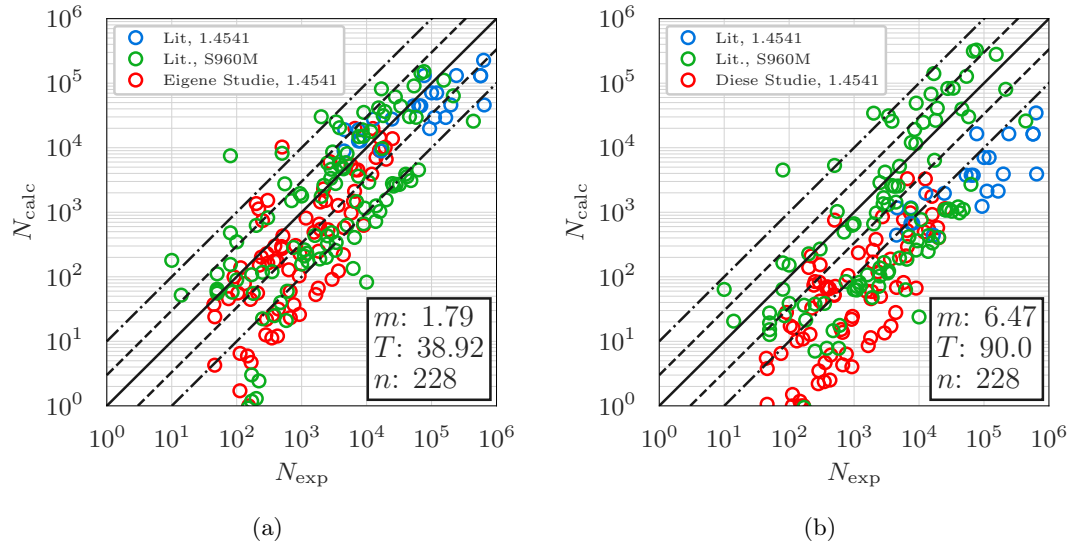 10^6
10^5
10^4
10^3
10^2
10^1
10^0
N_calc
Lit, 1.4541
Lit., S960M
Eigene Studie, 1.4541
m: 1.79
T: 38.92
n: 228
10^0 10^1 10^2 10^3 10^4 10^5 10^6
N_exp
(a)
10^6
10^5
10^4
10^3
10^2
10^1
10^0
N_calc
Lit, 1.4541
Lit., S960M
Diese Studie, 1.4541
m: 6.47
T: 90.0
n: 228
10^0 10^1 10^2 10^3 10^4 10^5 10^6
N_exp
(b)